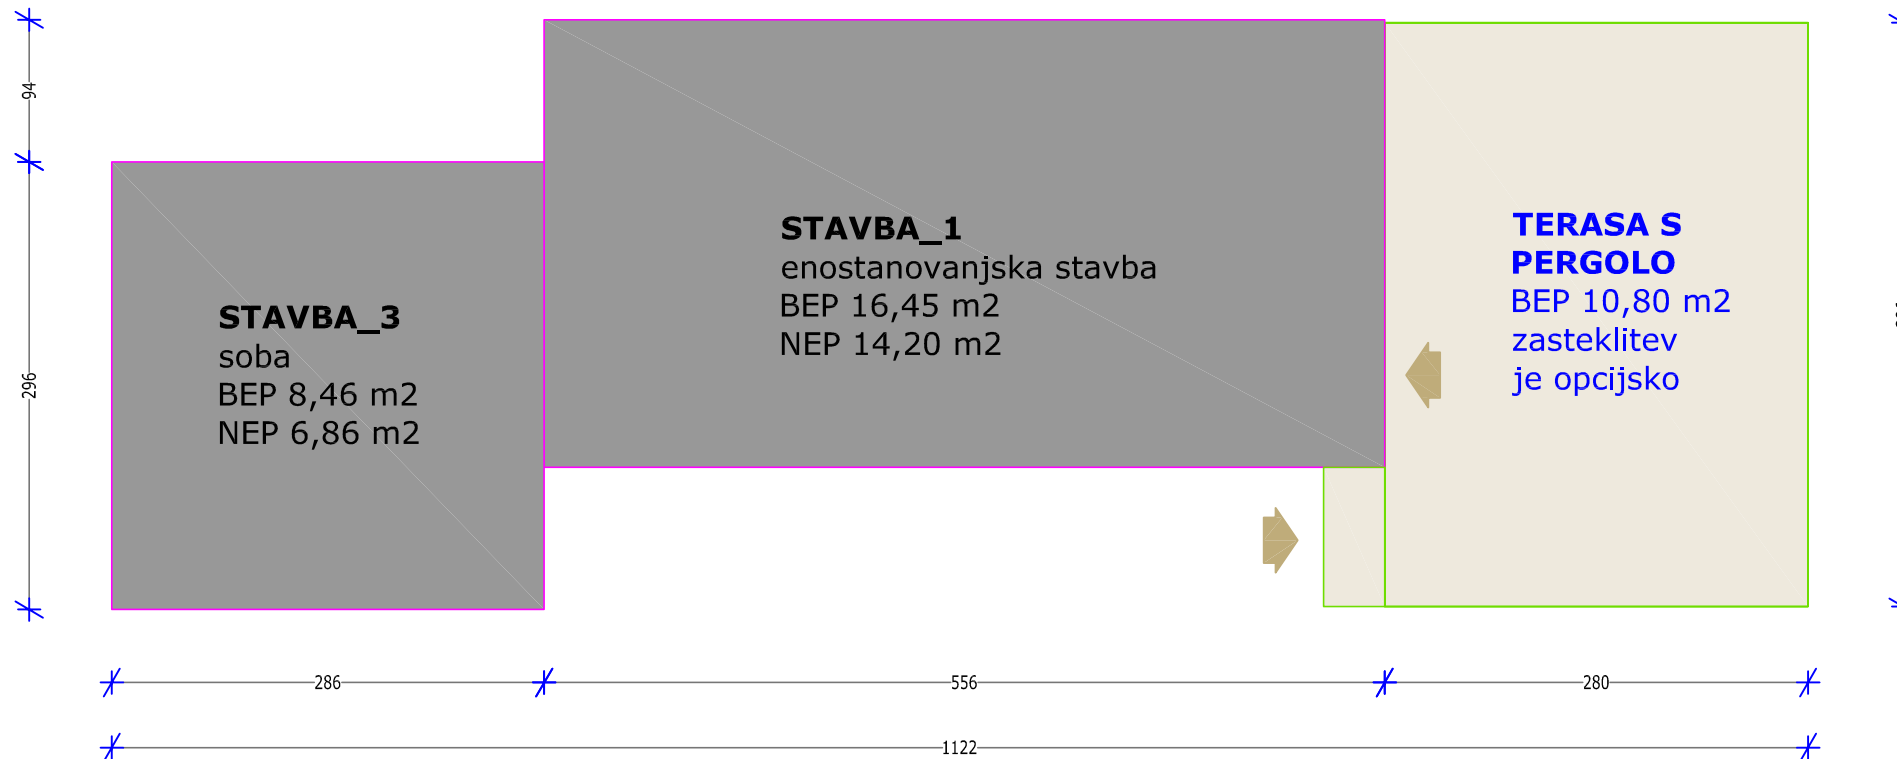 94
296
STAVBA_3
soba
BEP 8,46 m2
NEP 6,86 m2
STAVBA_1
enostanovanjska stavba
BEP 16,45 m2
NEP 14,20 m2
TERASA S
PERGOLO
BEP 10,80 m2
zasteklitev
je opcijsko
286
556
280
1122